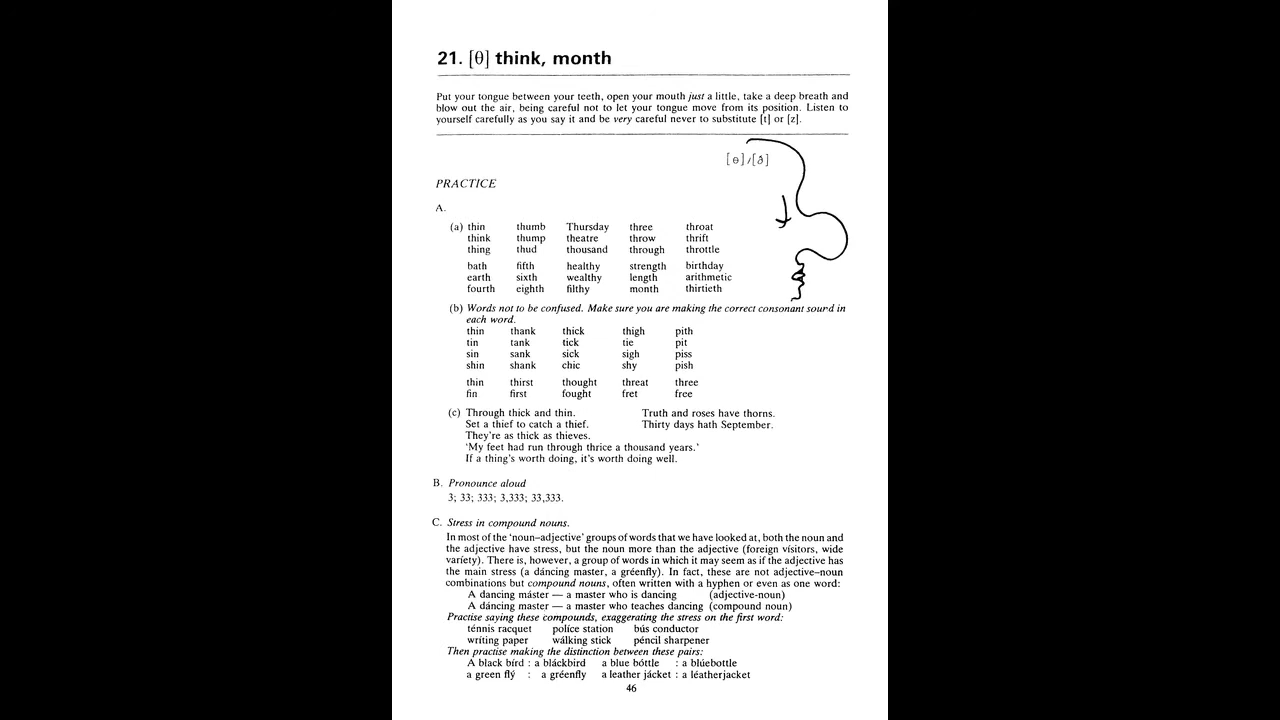 21. [θ] think, month
Put your tongue between your teeth, open your mouth just a little, take a deep breath and
blow out the air, being careful not to let your tongue move from its position. Listen to
yourself carefully as you say it and be very careful never to substitute [t] or [z].
[θ]/[ð]
PRACTICE
A.
(a) thin thumb Thursday three throat
think thump theatre throw thrift
thing thud thousand through throttle
bath fifth healthy strength birthday
earth sixth wealthy length arithmetic
fourth eighth filthy month thirtieth
(b) Words not to be confused. Make sure you are making the correct consonant sound in
each word.
thin thank thick thigh pith
tin tank tick tie pit
sin sank sick sigh piss
shin shank chic shy pish
thin thirst thought threat three
fin first fought fret free
(c) Through thick and thin. Truth and roses have thorns.
Set a thief to catch a thief. Thirty days hath September.
They're as thick as thieves.
'My feet had run through thrice a thousand years.'
If a thing's worth doing, it's worth doing well.
B. Pronounce aloud
3; 33; 333; 3,333; 33,333.
C. Stress in compound nouns.
In most of the 'noun–adjective' groups of words that we have looked at, both the noun and
the adjective have stress, but the noun more than the adjective (foreign vísitors, wide
varíety). There is, however, a group of words in which it may seem as if the adjective has
the main stress (a dáncing master, a gréenfly). In fact, these are not adjective–noun
combinations but compound nouns, often written with a hyphen or even as one word:
A dancing máster — a master who is dancing (adjective-noun)
A dáncing master — a master who teaches dancing (compound noun)
Practise saying these compounds, exaggerating the stress on the first word:
ténnis racquet políce station bús conductor
wríting paper wálking stick péncil sharpener
Then practise making the distinction between these pairs:
A black bírd : a bláckbird a blue bóttle : a blúebottle
a green flý : a gréenfly a leather jácket : a léatherjacket
46